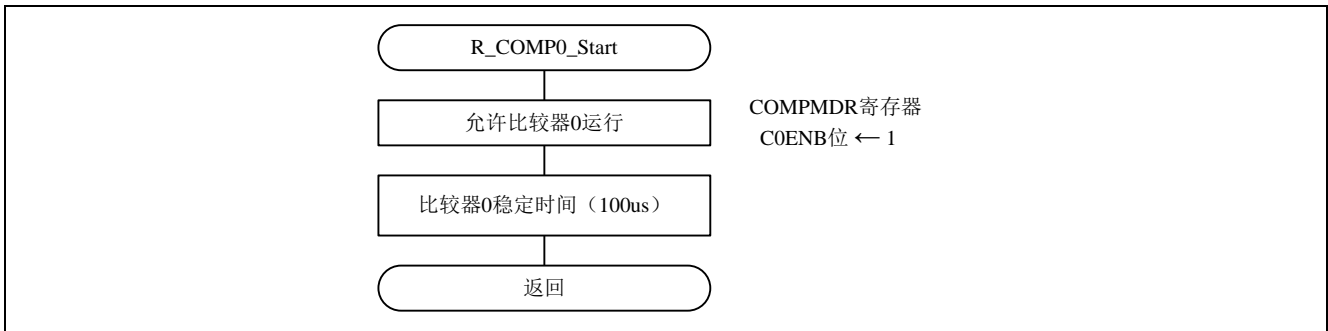 R_COMP0_Start
允许比较器0运行
COMPMDR寄存器
C0ENB位 ← 1
比较器0稳定时间（100us）
返回